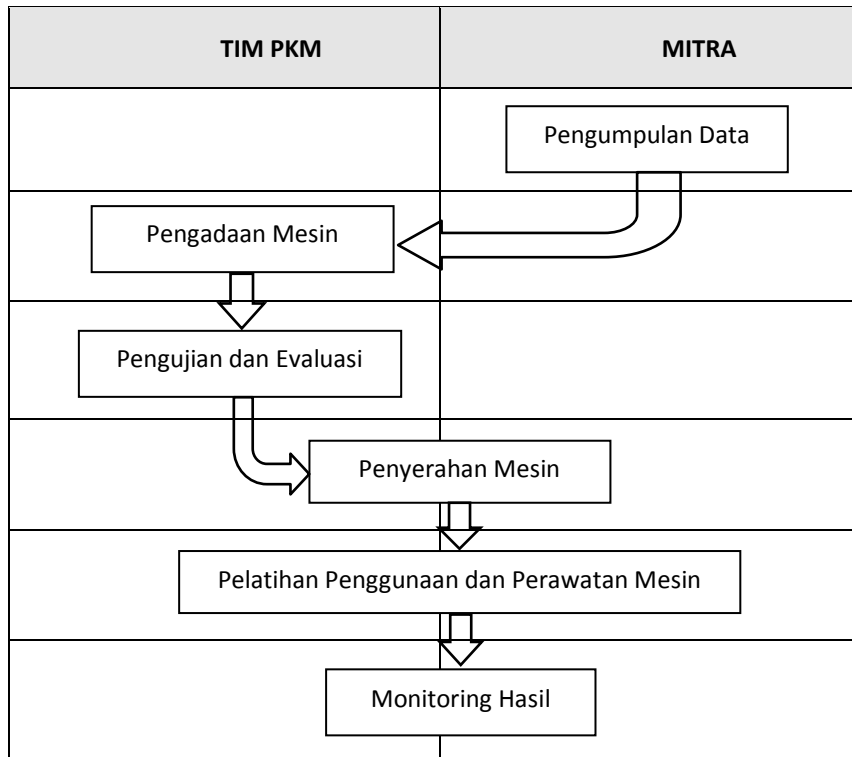 TIM PKM
MITRA
Pengumpulan Data
Pengadaan Mesin
Pengujian dan Evaluasi
Penyerahan Mesin
Pelatihan Penggunaan dan Perawatan Mesin
Monitoring Hasil